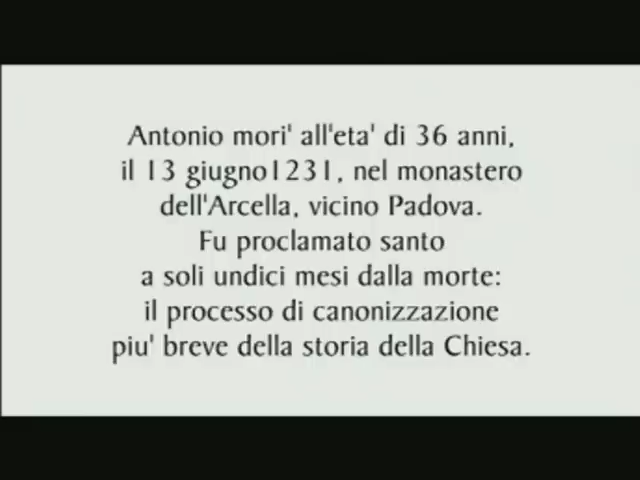 Antonio mori' all'eta' di 36 anni,
il 13 giugno1231, nel monastero
dell'Arcella, vicino Padova.
Fu proclamato santo
a soli undici mesi dalla morte:
il processo di canonizzazione
piu' breve della storia della Chiesa.